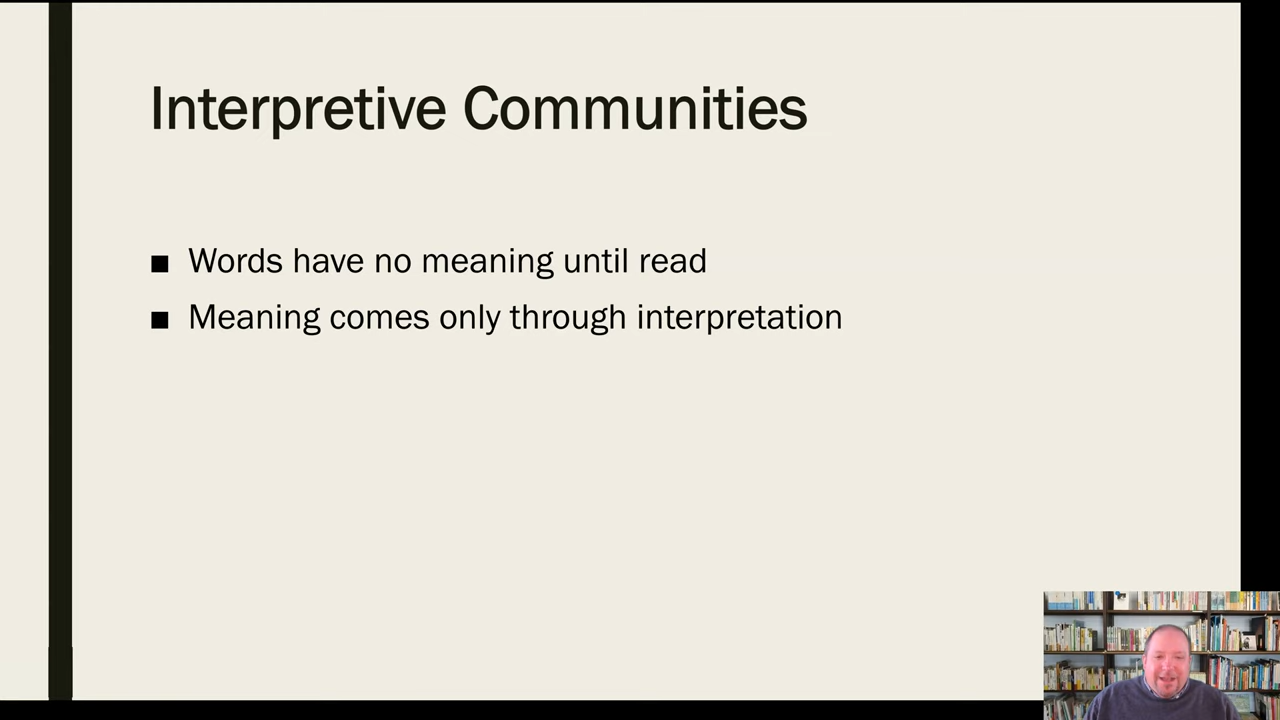 Interpretive Communities
■ Words have no meaning until read
■ Meaning comes only through interpretation